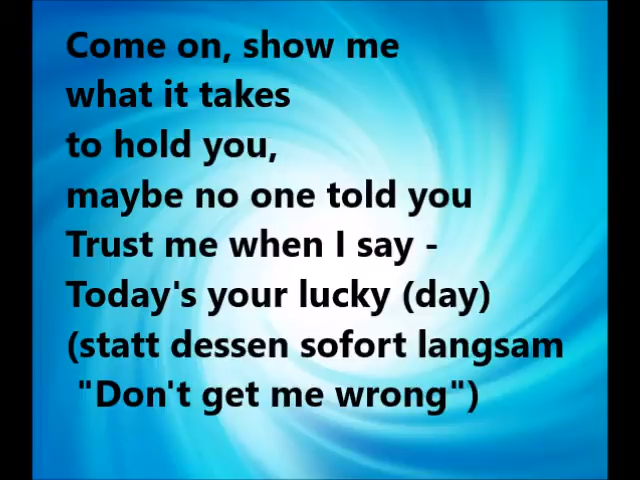 Come on, show me
what it takes
to hold you,
maybe no one told you
Trust me when I say -
Today's your lucky (day)
(statt dessen sofort langsam
"Don't get me wrong")